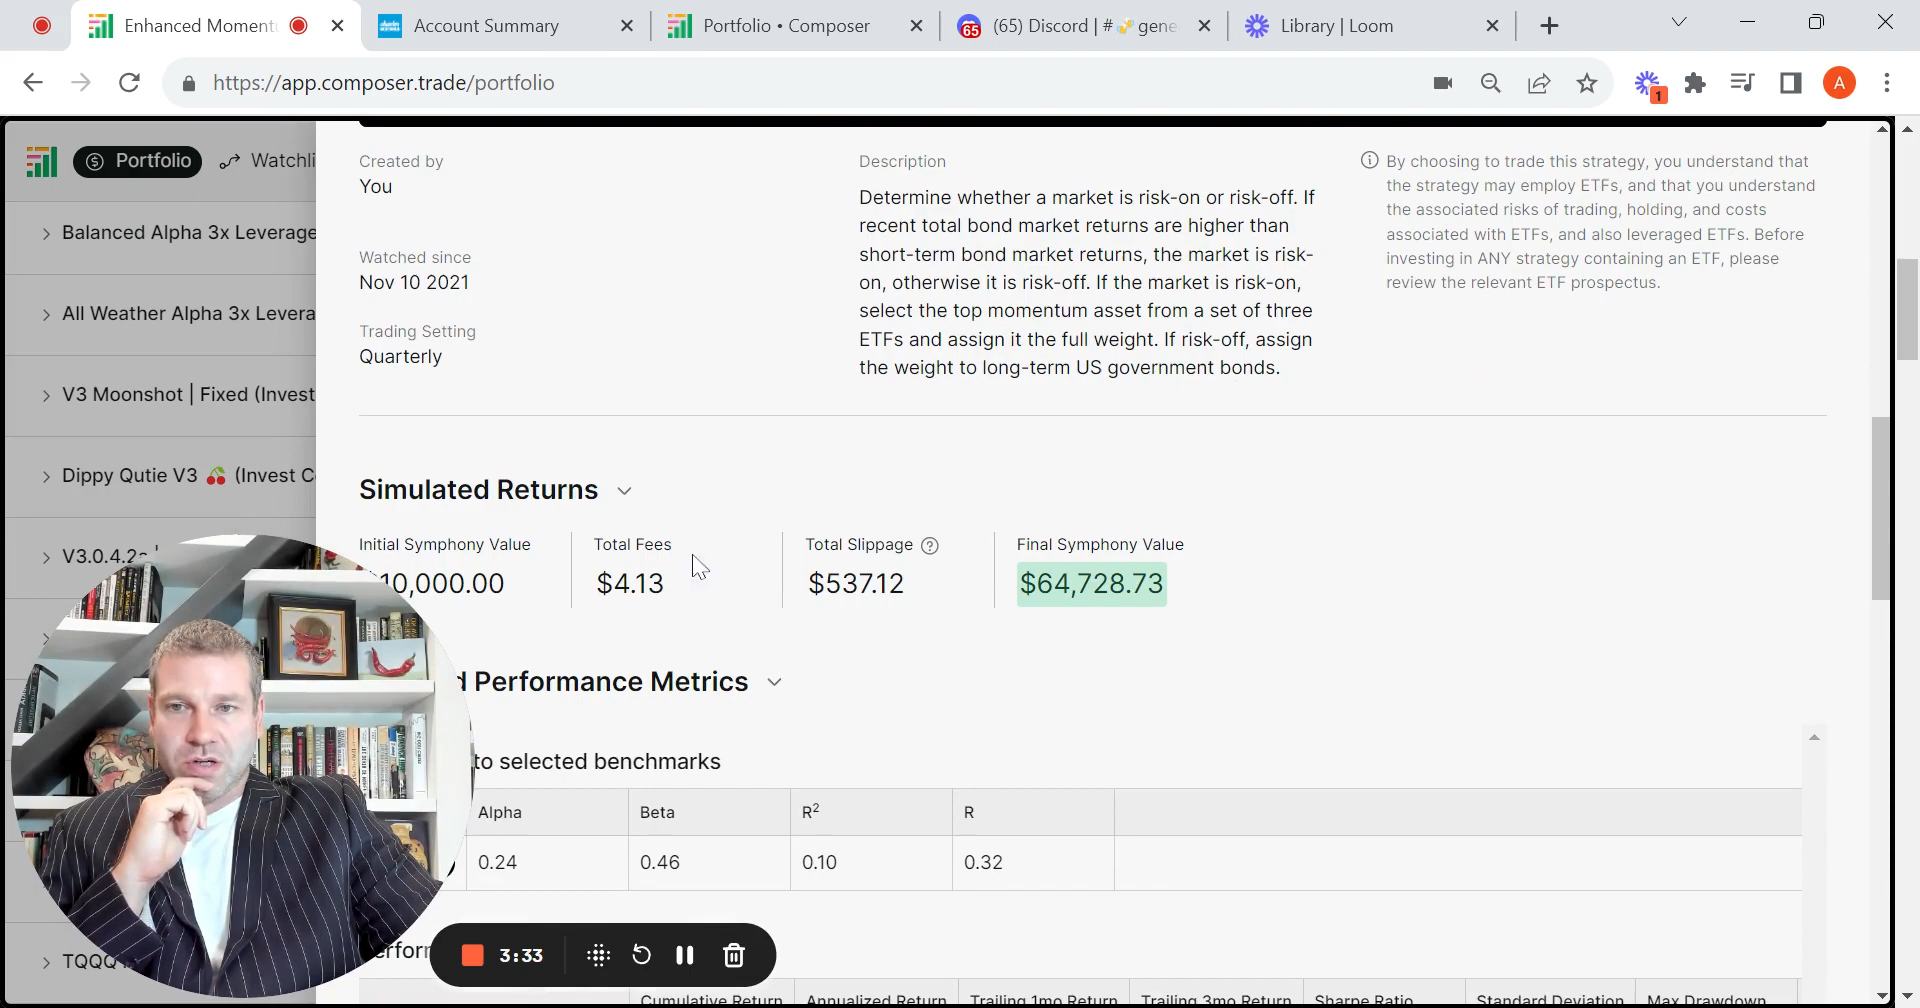 Enhanced Moment
Account Summary
Portfolio • Composer
(65) Discord | #🍻gene
Library | Loom
65
https://app.composer.trade/portfolio
1
A
Portfolio
Watchli
Balanced Alpha 3x Leverage
All Weather Alpha 3x Levera
V3 Moonshot | Fixed (Invest
Dippy Qutie V3 🍒 (Invest C
V3.0.4.2a
TQQQ
Created by
You
Watched since
Nov 10 2021
Trading Setting
Quarterly
Description
Determine whether a market is risk-on or risk-off. If
recent total bond market returns are higher than
short-term bond market returns, the market is risk-
on, otherwise it is risk-off. If the market is risk-on,
select the top momentum asset from a set of three
ETFs and assign it the full weight. If risk-off, assign
the weight to long-term US government bonds.
By choosing to trade this strategy, you understand that
the strategy may employ ETFs, and that you understand
the associated risks of trading, holding, and costs
associated with ETFs, and also leveraged ETFs. Before
investing in ANY strategy containing an ETF, please
review the relevant ETF prospectus.
Simulated Returns
Initial Symphony Value
Total Fees
Total Slippage
Final Symphony Value
10,000.00
$4.13
$537.12
$64,728.73
d Performance Metrics
to selected benchmarks
Alpha
Beta
R²
R
0.24
0.46
0.10
0.32
erform
3:33
Cumulative Return
Annualized Return
Trailing 1mo Return
Trailing 3mo Return
Sharpe Ratio
Standard Deviation
Max Drawdown